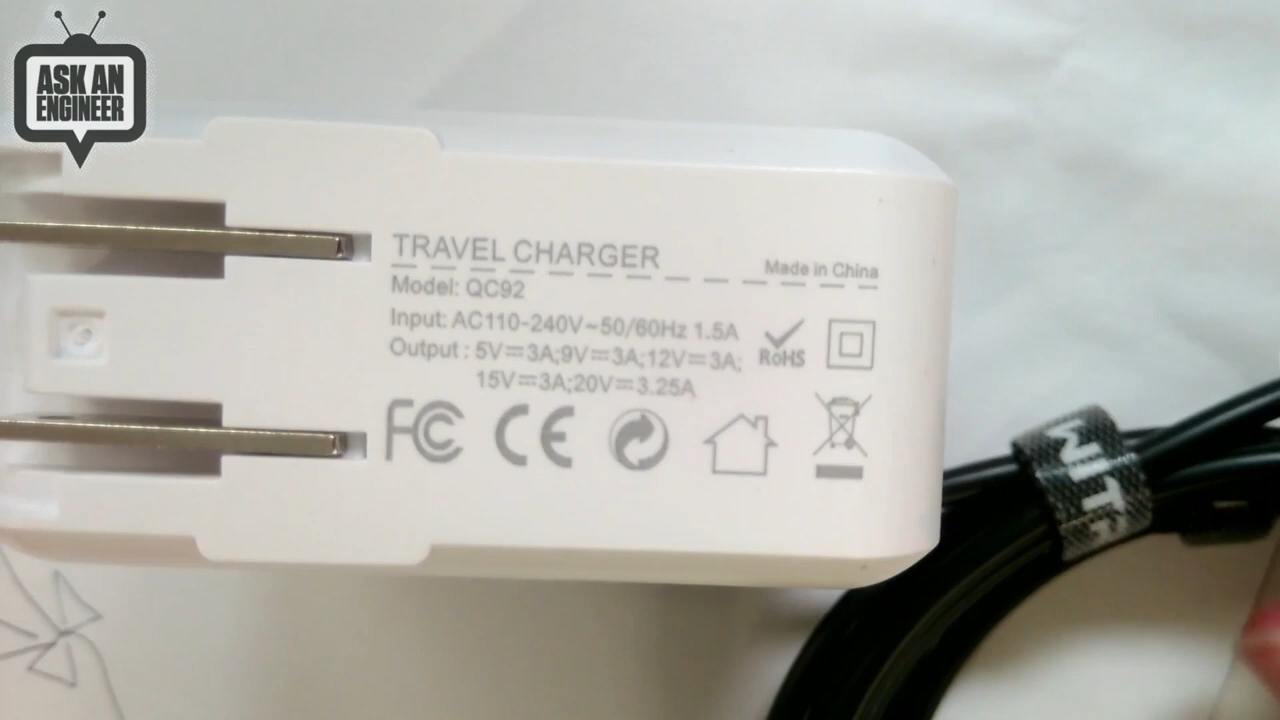 ASK AN
ENGINEER
TRAVEL CHARGER
Made in China
Model: QC92
Input: AC110-240V~50/60Hz 1.5A
Output : 5V⎓3A;9V⎓3A;12V⎓3A;
15V⎓3A;20V⎓3.25A
RoHS
FC CE
WIT